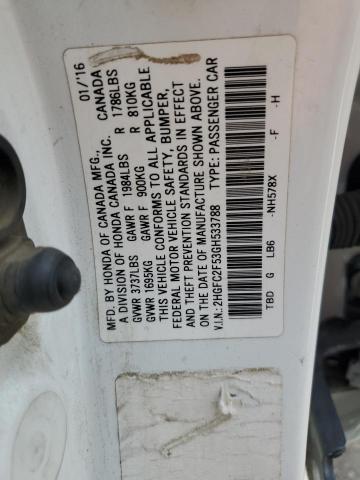 MFD. BY HONDA OF CANADA MFG., 01/'16
A DIVISION OF HONDA CANADA INC. CANADA
GVWR 3737LBS GAWR F 1984LBS R 1786LBS
GVWR 1695KG GAWR F 900KG R 810KG
THIS VEHICLE CONFORMS TO ALL APPLICABLE
FEDERAL MOTOR VEHICLE SAFETY, BUMPER,
AND THEFT PREVENTION STANDARDS IN EFFECT
ON THE DATE OF MANUFACTURE SHOWN ABOVE.
V.I.N.: 2HGFC2F53GH533788 TYPE: PASSENGER CAR
TBD G LB6 -NH578X -F -H